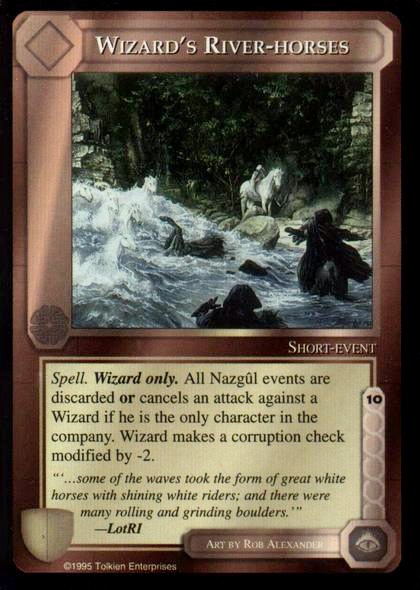 WIZARD'S RIVER-HORSES
SHORT-EVENT
Spell. Wizard only. All Nazgûl events are
discarded or cancels an attack against a
Wizard if he is the only character in the
company. Wizard makes a corruption check
modified by -2.
"'...some of the waves took the form of great white
horses with shining white riders; and there were
many rolling and grinding boulders.'"
—LotRI
10
ART BY ROB ALEXANDER
©1995 Tolkien Enterprises